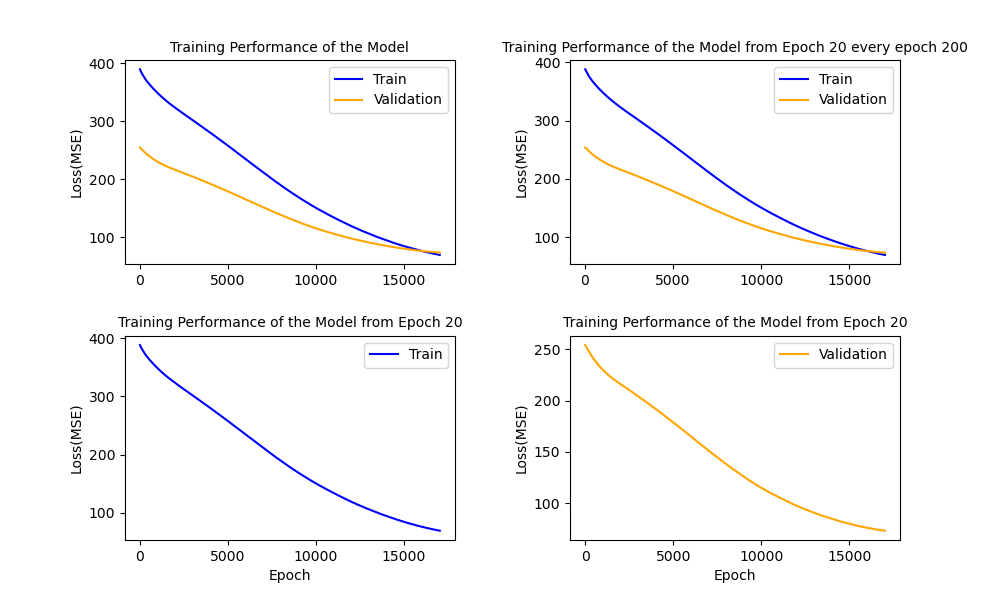 Training Performance of the Model
Training Performance of the Model from Epoch 20 every epoch 200
400
300
200
100
Loss(MSE)
Train
Validation
0
5000
10000
15000
400
300
200
100
Loss(MSE)
Train
Validation
0
5000
10000
15000
Training Performance of the Model from Epoch 20
400
300
200
100
Loss(MSE)
Train
0
5000
10000
15000
Epoch
Training Performance of the Model from Epoch 20
250
200
150
100
Loss(MSE)
Validation
0
5000
10000
15000
Epoch